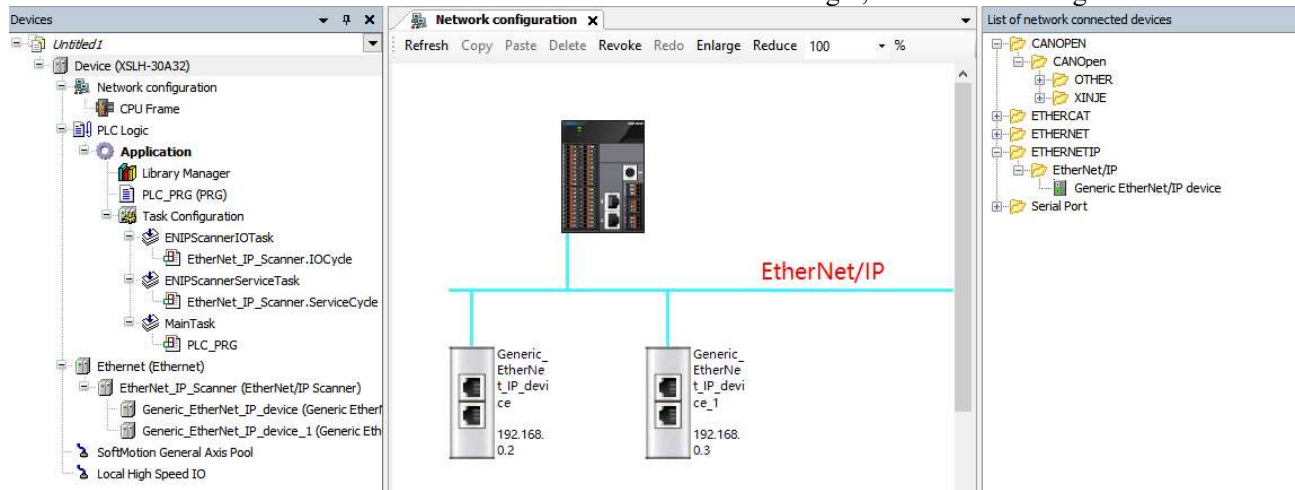 Devices
Untitled1
Device (XSLH-30A32)
Network configuration
CPU Frame
PLC Logic
Application
Library Manager
PLC_PRG (PRG)
Task Configuration
ENIPScannerIOTask
EtherNet_IP_Scanner.IOCycle
ENIPScannerServiceTask
EtherNet_IP_Scanner.ServiceCycle
MainTask
PLC_PRG
Ethernet (Ethernet)
EtherNet_IP_Scanner (EtherNet/IP Scanner)
Generic_EtherNet_IP_device (Generic Ether
Generic_EtherNet_IP_device_1 (Generic Eth
SoftMotion General Axis Pool
Local High Speed IO
Network configuration
Refresh Copy Paste Delete Revoke Redo Enlarge Reduce 100 %
EtherNet/IP
Generic_
EtherNe
t_IP_devi
ce
192.168.
0.2
Generic_
EtherNe
t_IP_devi
ce_1
192.168.
0.3
List of network connected devices
CANOPEN
CANOpen
OTHER
XINJE
ETHERCAT
ETHERNET
ETHERNETIP
EtherNet/IP
Generic EtherNet/IP device
Serial Port